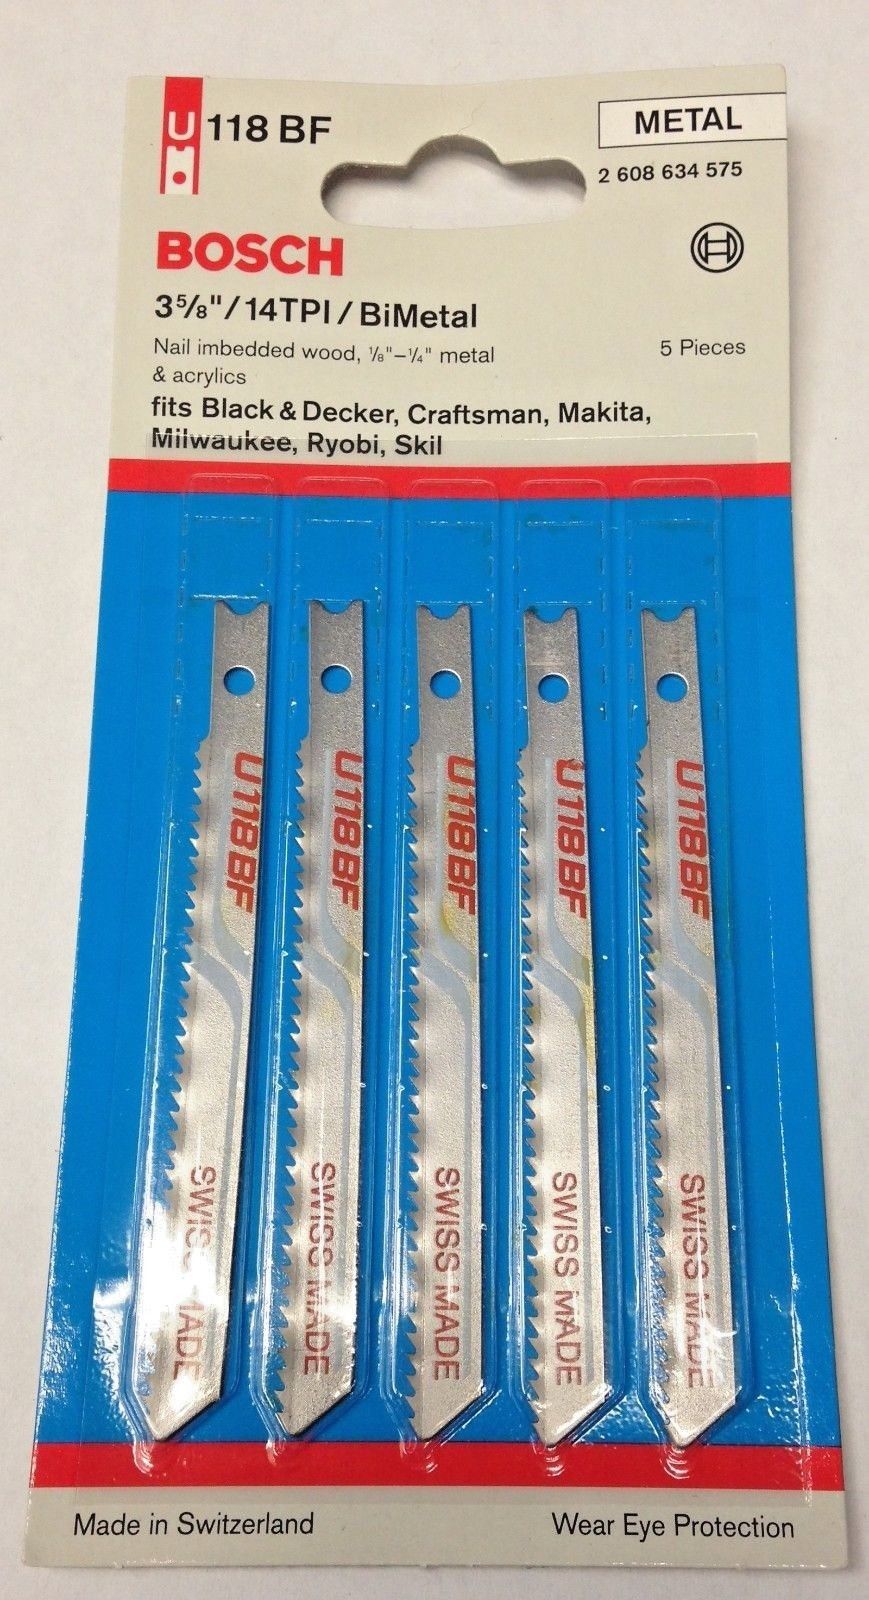 U 118 BF
METAL
2 608 634 575
BOSCH
3 5/8" / 14TPI / BiMetal
Nail imbedded wood, 1/8"–1/4" metal
5 Pieces
& acrylics
fits Black & Decker, Craftsman, Makita,
Milwaukee, Ryobi, Skil
U118BF
U118BF
U118BF
U118BF
U118BF
SWISS MADE
SWISS MADE
SWISS MADE
SWISS MADE
SWISS MADE
Made in Switzerland
Wear Eye Protection